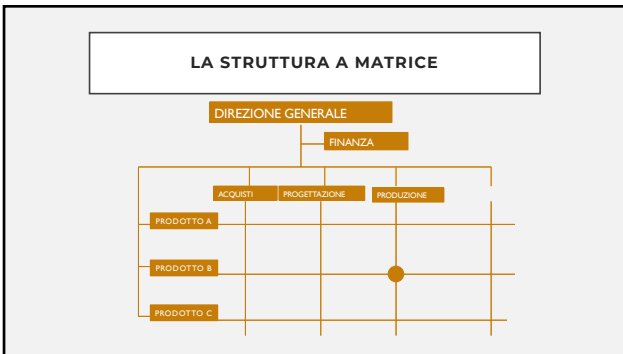 LA STRUTTURA A MATRICE
DIREZIONE GENERALE
FINANZA
ACQUISTI
PROGETTAZIONE
PRODUZIONE
PRODOTTO A
PRODOTTO B
PRODOTTO C